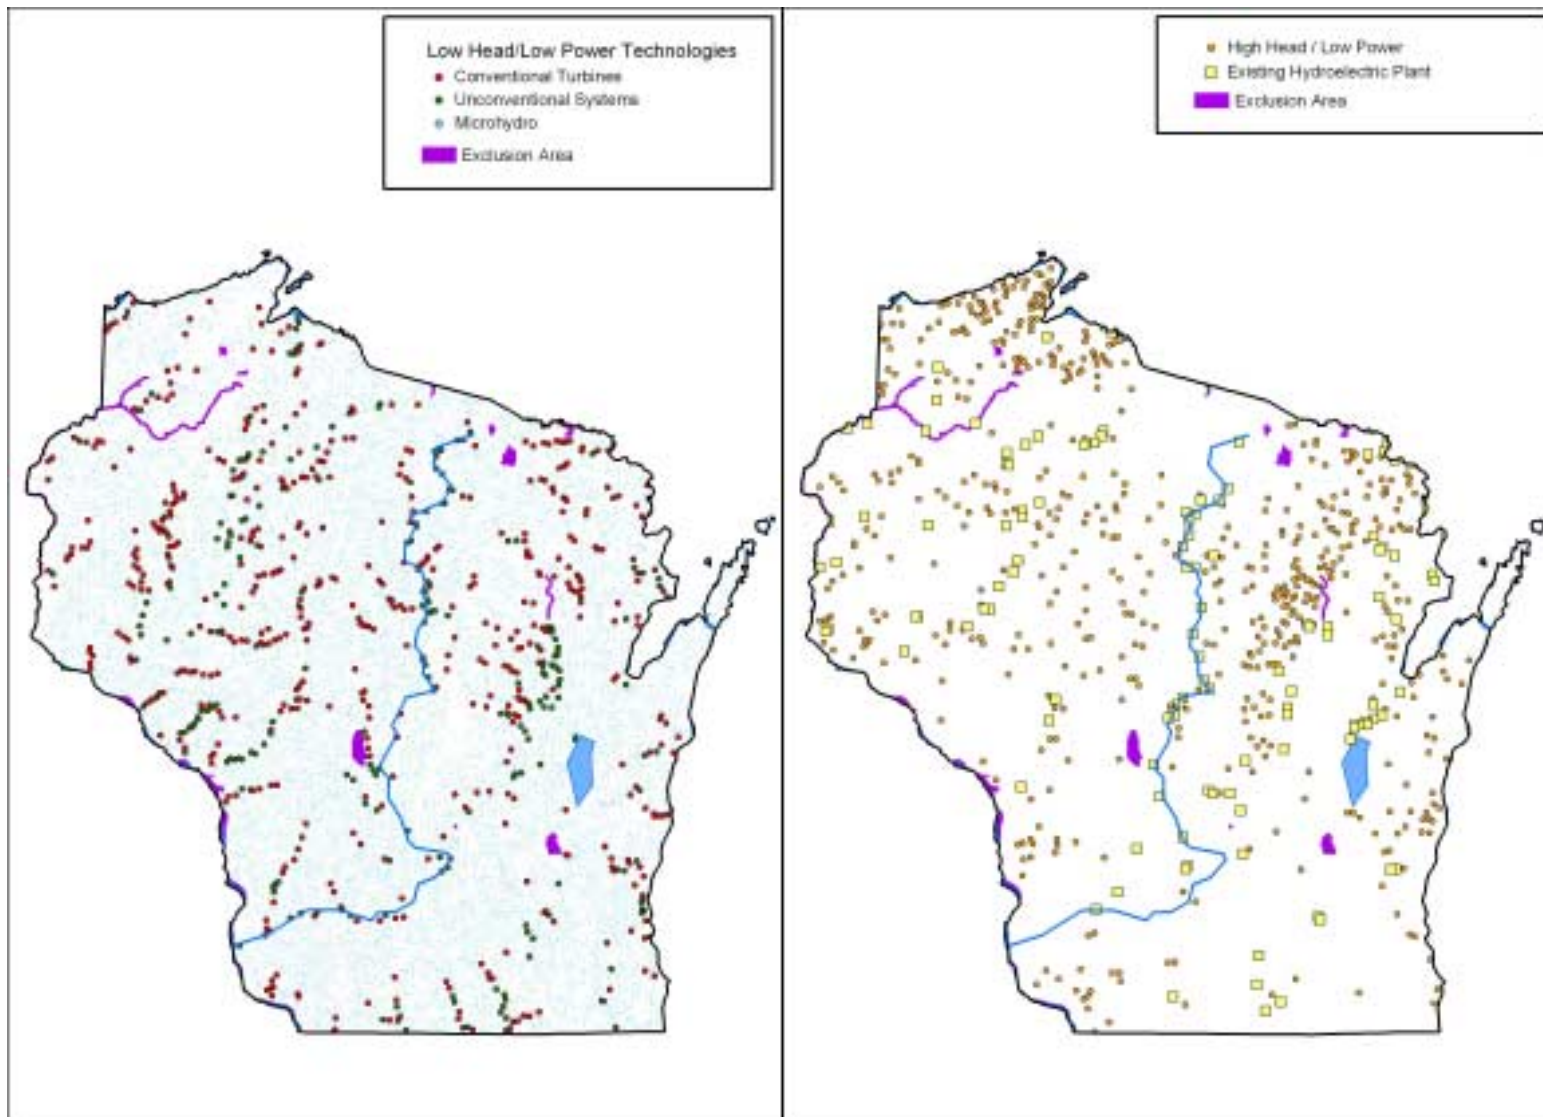 Low Head/Low Power Technologies
Conventional Turbines
Unconventional Systems
Microhydro
Exclusion Area
High Head / Low Power
Existing Hydroelectric Plant
Exclusion Area